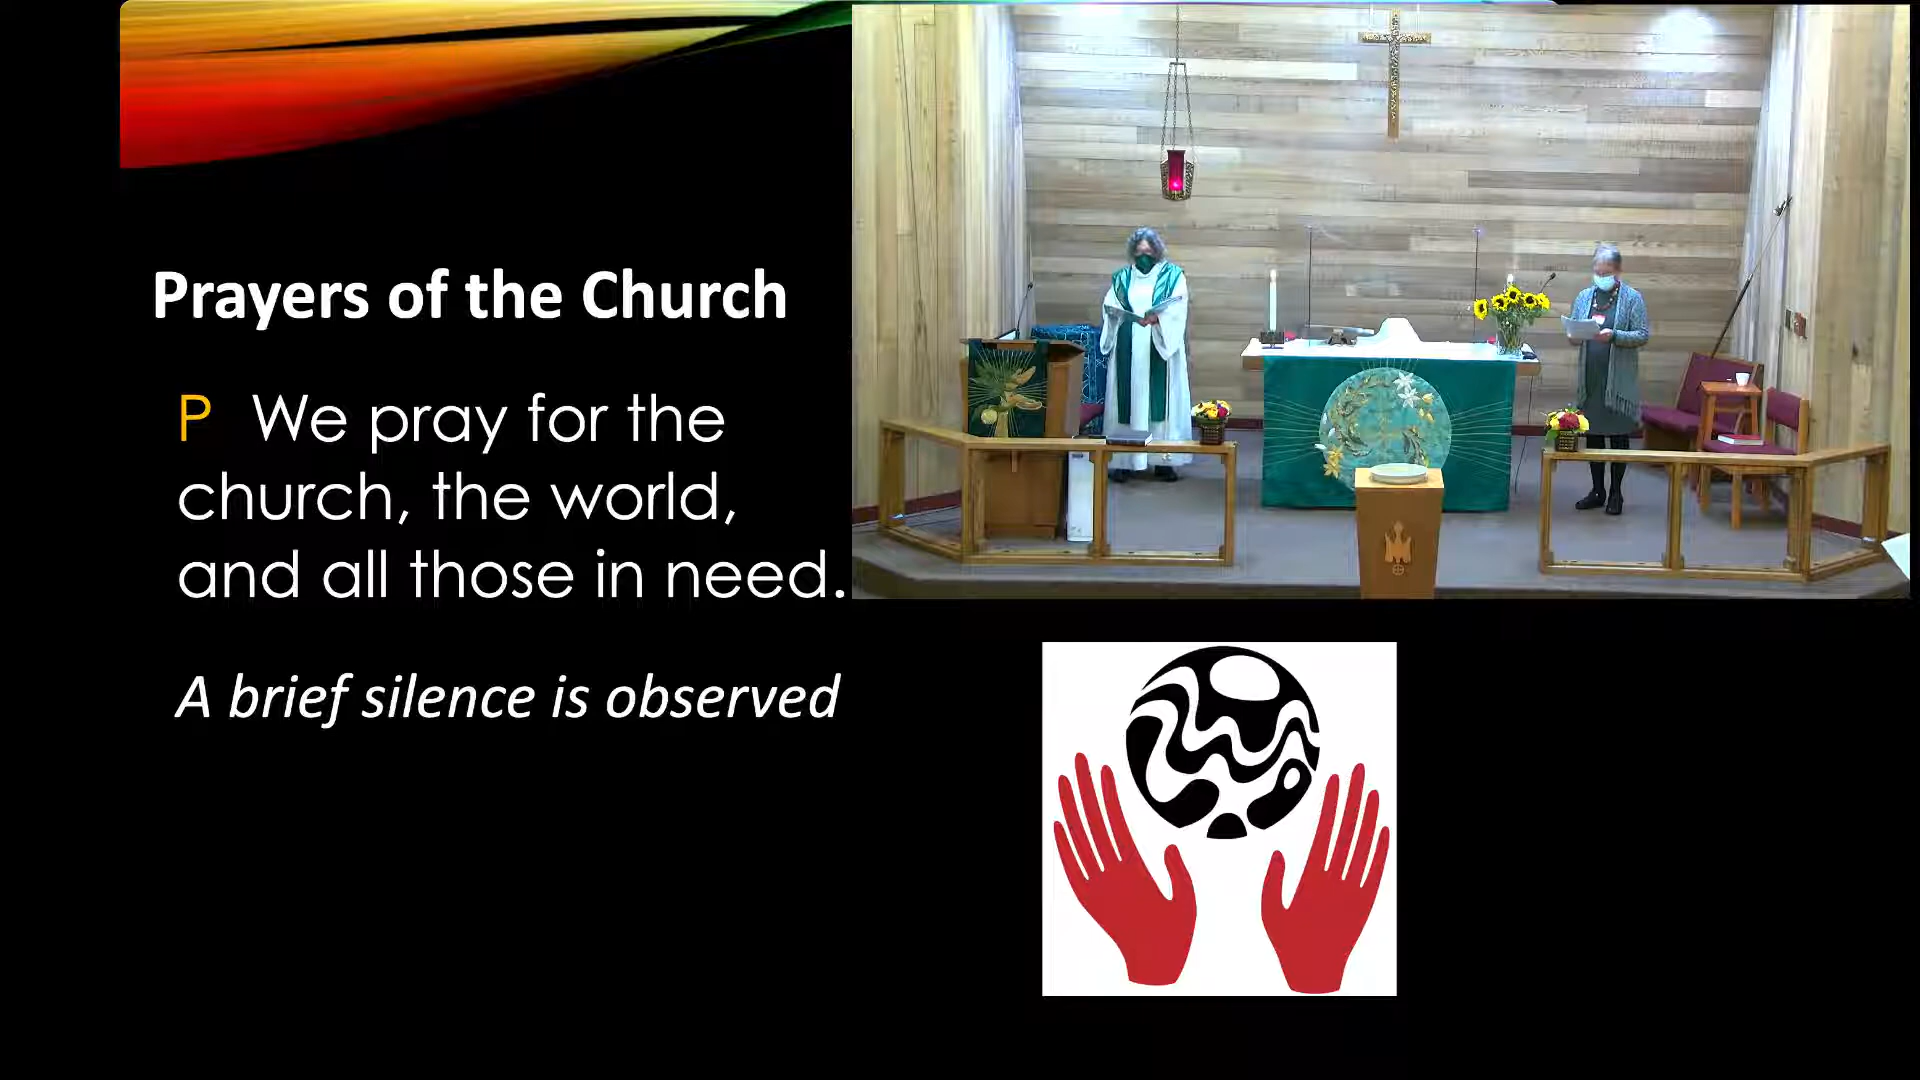 Prayers of the Church
P We pray for the
church, the world,
and all those in need.
A brief silence is observed